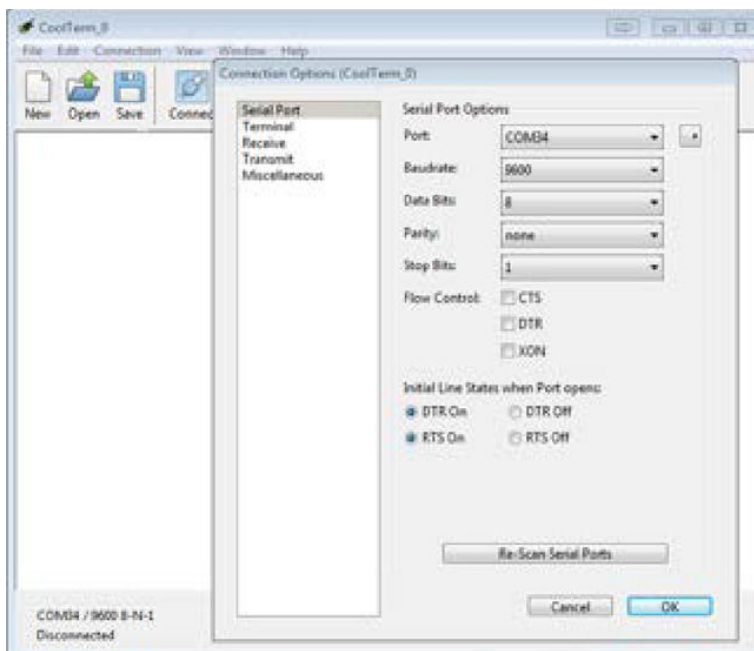 CoolTerm_0
File Edit Connection View Window Help
New Open Save Connec
Connection Options (CoolTerm_0)
Serial Port
Terminal
Receive
Transmit
Miscellaneous
Serial Port Options
Port: COM34
Baudrate: 9600
Data Bits: 8
Parity: none
Stop Bits: 1
Flow Control: CTS
DTR
XON
Initial Line States when Port opens:
DTR On DTR Off
RTS On RTS Off
Re-Scan Serial Ports
Cancel OK
COM34 / 9600 8-N-1
Disconnected